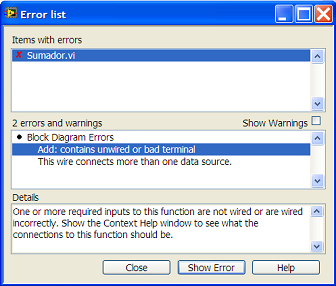 Error list
Items with errors
Sumador.vi
2 errors and warnings Show Warnings
Block Diagram Errors
Add: contains unwired or bad terminal
This wire connects more than one data source.
Details
One or more required inputs to this function are not wired or are wired
incorrectly. Show the Context Help window to see what the
connections to this function should be.
Close Show Error Help